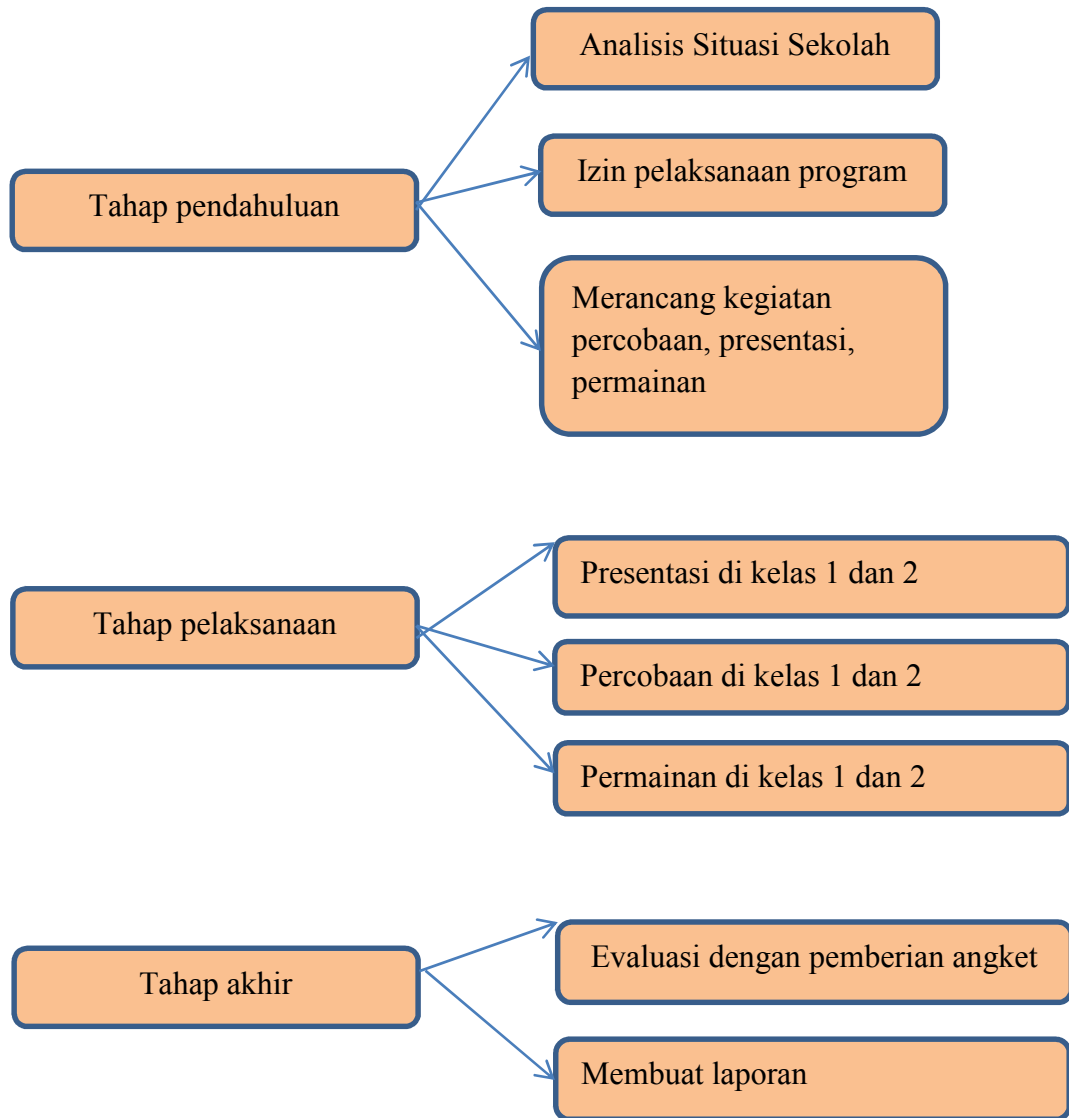 Tahap pendahuluan
Analisis Situasi Sekolah
Izin pelaksanaan program
Merancang kegiatan
percobaan, presentasi,
permainan
Tahap pelaksanaan
Presentasi di kelas 1 dan 2
Percobaan di kelas 1 dan 2
Permainan di kelas 1 dan 2
Tahap akhir
Evaluasi dengan pemberian angket
Membuat laporan